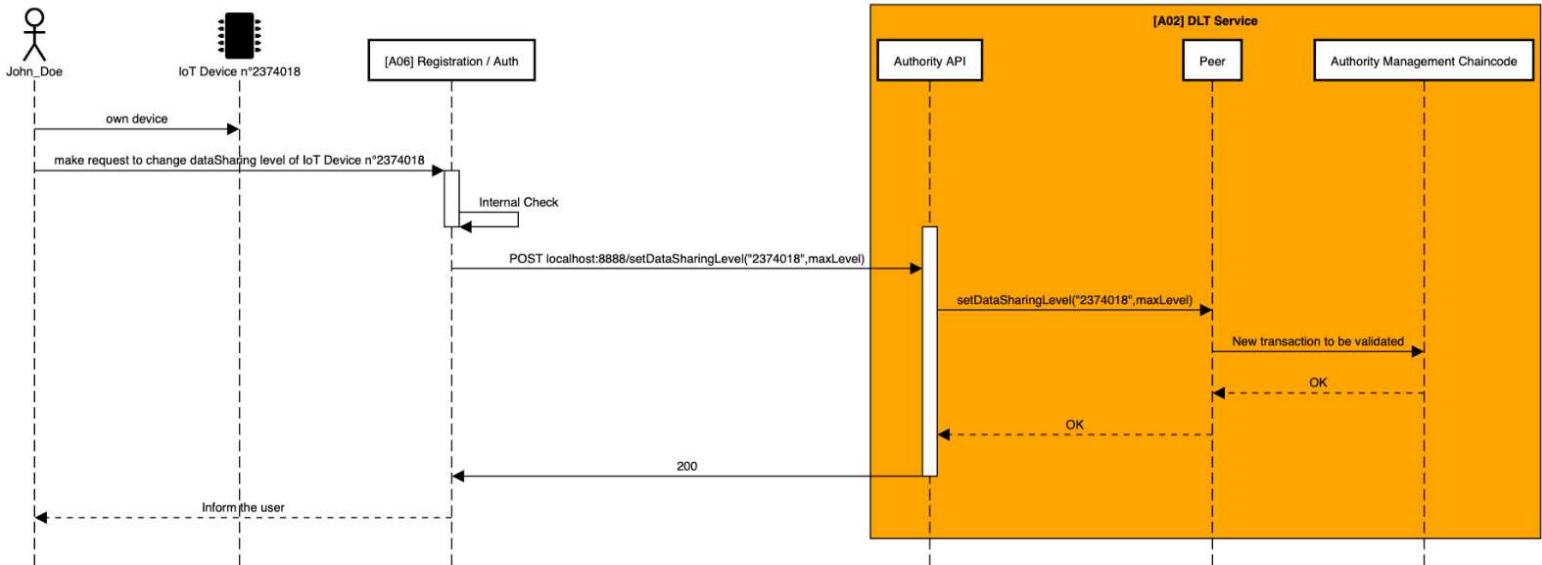 [A02] DLT Service
John_Doe
IoT Device n°2374018
[A06] Registration / Auth
Authority API
Peer
Authority Management Chaincode
own device
make request to change dataSharing level of IoT Device n°2374018
Internal Check
POST localhost:8888/setDataSharingLevel("2374018",maxLevel)
setDataSharingLevel("2374018",maxLevel)
New transaction to be validated
OK
OK
200
Inform the user